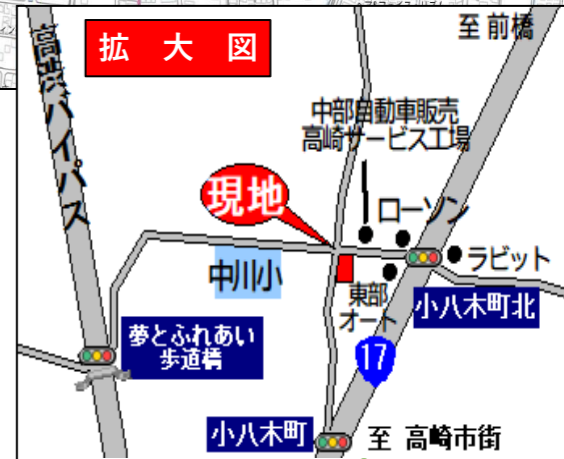 拡大図
至 前橋
高渋バイパス
中部自動車販売
高崎サービス工場
現地
ローソン
ラビット
中川小
東部
オート
小八木町北
夢とふれあい
歩道橋
17
小八木町
至 高崎市街